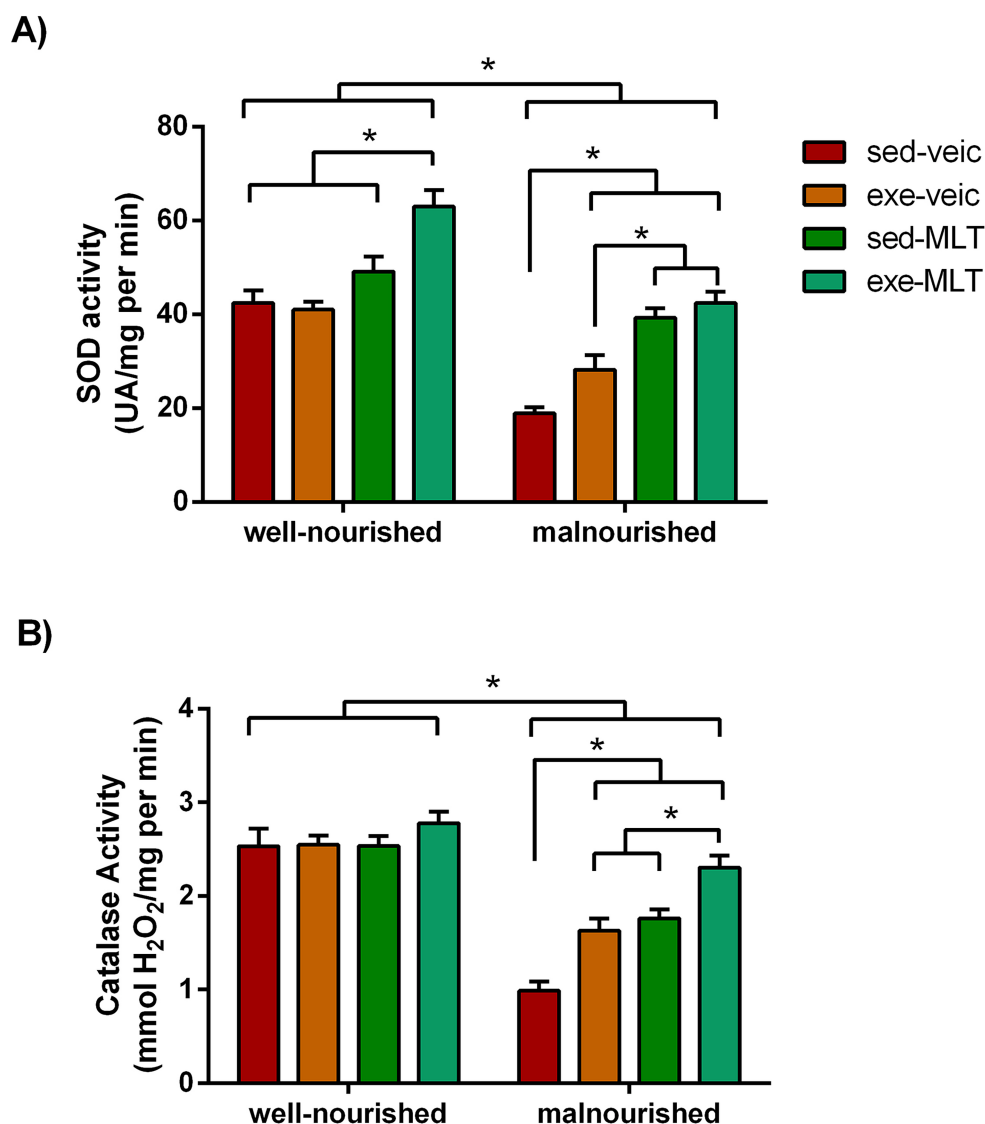 A)
*
*
*
*
SOD activity
(UA/mg per min)
80
60
40
20
0
well-nourished
malnourished
sed-veic
exe-veic
sed-MLT
exe-MLT
B)
*
*
*
Catalase Activity
(mmol H₂O₂/mg per min)
4
3
2
1
0
well-nourished
malnourished